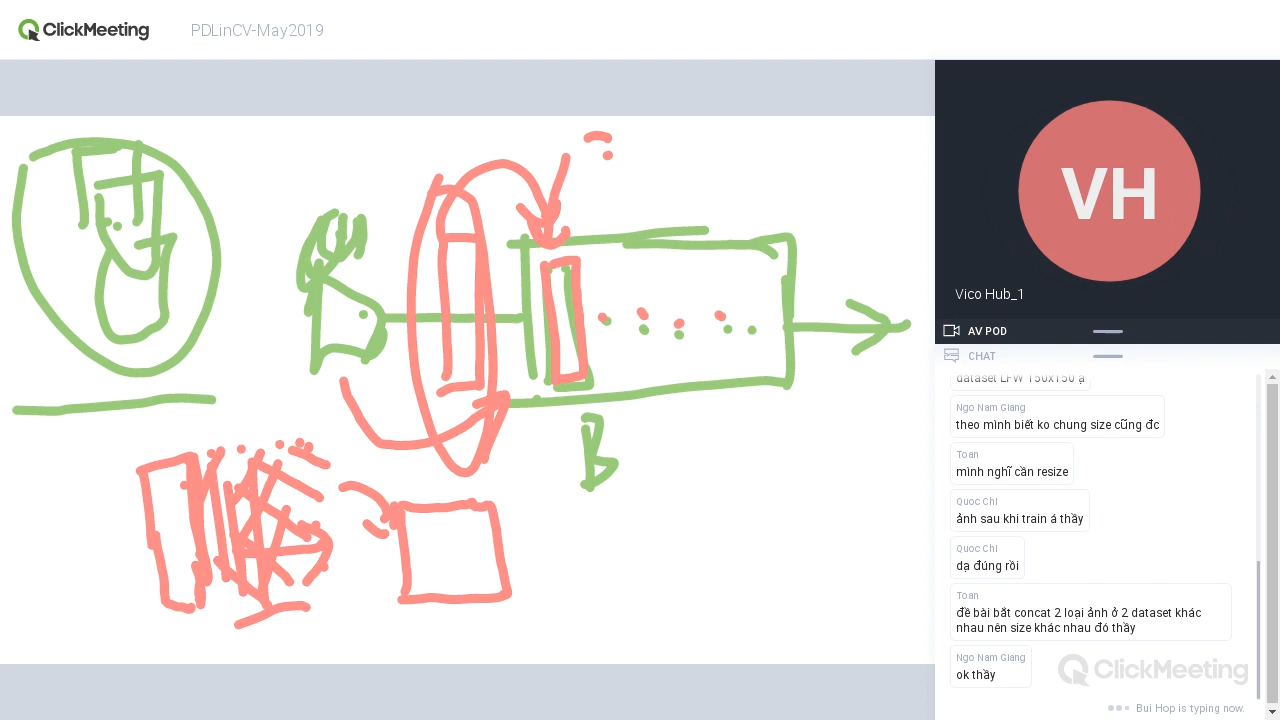 ClickMeeting
PDLinCV-May2019
VH
Vico Hub_1
AV POD
CHAT
dataset LFW 150x150 ạ
Ngo Nam Giang
theo mình biết ko chung size cũng đc
Toan
mình nghĩ cần resize
Quoc Chi
ảnh sau khi train á thầy
Quoc Chi
dạ đúng rồi
Toan
đề bài bắt concat 2 loại ảnh ở 2 dataset khác
nhau nên size khác nhau đó thầy
Ngo Nam Giang
ok thầy
ClickMeeting
Bui Hop is typing now.
B